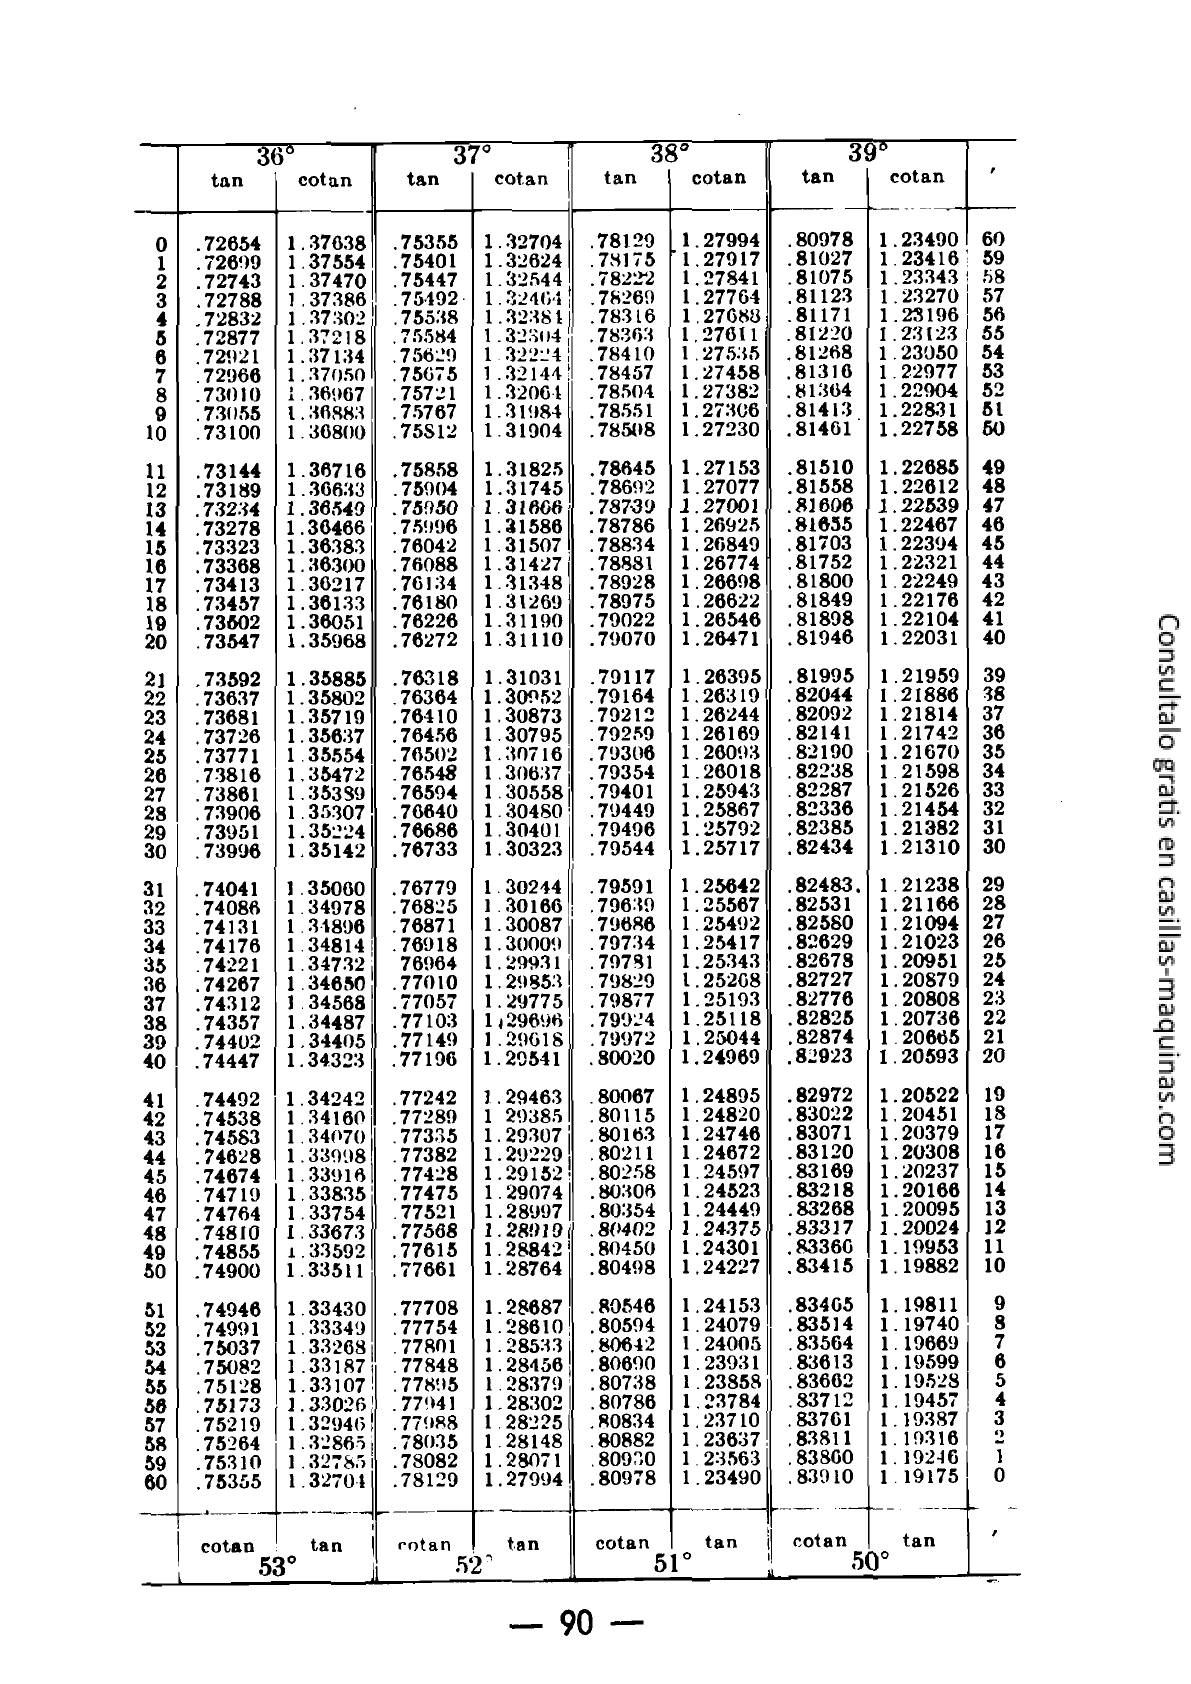 36° 37° 38° 39°
tan cotan tan cotan tan cotan tan cotan ′
0 .72654 1.37638 .75355 1.32704 .78129 1.27994 .80978 1.23490 60
1 .72699 1.37554 .75401 1.32624 .78175 1.27917 .81027 1.23416 59
2 .72743 1.37470 .75447 1.32544 .78222 1.27841 .81075 1.23343 58
3 .72788 1.37386 .75492 1.32464 .78269 1.27764 .81123 1.23270 57
4 .72832 1.37302 .75538 1.32384 .78316 1.27688 .81171 1.23196 56
5 .72877 1.37218 .75584 1.32304 .78363 1.27611 .81220 1.23123 55
6 .72921 1.37134 .75629 1.32224 .78410 1.27535 .81268 1.23050 54
7 .72966 1.37050 .75675 1.32144 .78457 1.27458 .81316 1.22977 53
8 .73010 1.36967 .75721 1.32064 .78504 1.27382 .81364 1.22904 52
9 .73055 1.36883 .75767 1.31984 .78551 1.27306 .81413 1.22831 51
10 .73100 1.36800 .75812 1.31904 .78598 1.27230 .81461 1.22758 50
11 .73144 1.36716 .75858 1.31825 .78645 1.27153 .81510 1.22685 49
12 .73189 1.36633 .75904 1.31745 .78692 1.27077 .81558 1.22612 48
13 .73234 1.36549 .75950 1.31666 .78739 1.27001 .81606 1.22539 47
14 .73278 1.36466 .75996 1.31586 .78786 1.26925 .81655 1.22467 46
15 .73323 1.36383 .76042 1.31507 .78834 1.26849 .81703 1.22394 45
16 .73368 1.36300 .76088 1.31427 .78881 1.26774 .81752 1.22321 44
17 .73413 1.36217 .76134 1.31348 .78928 1.26698 .81800 1.22249 43
18 .73457 1.36133 .76180 1.31269 .78975 1.26622 .81849 1.22176 42
19 .73502 1.36051 .76226 1.31190 .79022 1.26546 .81898 1.22104 41
20 .73547 1.35968 .76272 1.31110 .79070 1.26471 .81946 1.22031 40
21 .73592 1.35885 .76318 1.31031 .79117 1.26395 .81995 1.21959 39
22 .73637 1.35802 .76364 1.30952 .79164 1.26319 .82044 1.21886 38
23 .73681 1.35719 .76410 1.30873 .79212 1.26244 .82092 1.21814 37
24 .73726 1.35637 .76456 1.30795 .79259 1.26169 .82141 1.21742 36
25 .73771 1.35554 .76502 1.30716 .79306 1.26093 .82190 1.21670 35
26 .73816 1.35472 .76548 1.30637 .79354 1.26018 .82238 1.21598 34
27 .73861 1.35389 .76594 1.30558 .79401 1.25943 .82287 1.21526 33
28 .73906 1.35307 .76640 1.30480 .79449 1.25867 .82336 1.21454 32
29 .73951 1.35224 .76686 1.30401 .79496 1.25792 .82385 1.21382 31
30 .73996 1.35142 .76733 1.30323 .79544 1.25717 .82434 1.21310 30
31 .74041 1.35060 .76779 1.30244 .79591 1.25642 .82483. 1.21238 29
32 .74086 1.34978 .76825 1.30166 .79639 1.25567 .82531 1.21166 28
33 .74131 1.34896 .76871 1.30087 .79686 1.25492 .82580 1.21094 27
34 .74176 1.34814 .76918 1.30009 .79734 1.25417 .82629 1.21023 26
35 .74221 1.34732 76964 1.29931 .79781 1.25343 .82678 1.20951 25
36 .74267 1.34650 .77010 1.29853 .79829 1.25268 .82727 1.20879 24
37 .74312 1.34568 .77057 1.29775 .79877 1.25193 .82776 1.20808 23
38 .74357 1.34487 .77103 1.29696 .79924 1.25118 .82825 1.20736 22
39 .74402 1.34405 .77149 1.29618 .79972 1.25044 .82874 1.20665 21
40 .74447 1.34323 .77196 1.29541 .80020 1.24969 .82923 1.20593 20
41 .74492 1.34242 .77242 1.29463 .80067 1.24895 .82972 1.20522 19
42 .74538 1.34160 .77289 1.29385 .80115 1.24820 .83022 1.20451 18
43 .74583 1.34070 .77335 1.29307 .80163 1.24746 .83071 1.20379 17
44 .74628 1.33998 .77382 1.29229 .80211 1.24672 .83120 1.20308 16
45 .74674 1.33916 .77428 1.29152 .80258 1.24597 .83169 1.20237 15
46 .74719 1.33835 .77475 1.29074 .80306 1.24523 .83218 1.20166 14
47 .74764 1.33754 .77521 1.28997 .80354 1.24449 .83268 1.20095 13
48 .74810 1.33673 .77568 1.28919 .80402 1.24375 .83317 1.20024 12
49 .74855 1.33592 .77615 1.28842 .80450 1.24301 .83366 1.19953 11
50 .74900 1.33511 .77661 1.28764 .80498 1.24227 .83415 1.19882 10
51 .74946 1.33430 .77708 1.28687 .80546 1.24153 .83465 1.19811 9
52 .74991 1.33349 .77754 1.28610 .80594 1.24079 .83514 1.19740 8
53 .75037 1.33268 .77801 1.28533 .80642 1.24005 .83564 1.19669 7
54 .75082 1.33187 .77848 1.28456 .80690 1.23931 .83613 1.19599 6
55 .75128 1.33107 .77895 1.28379 .80738 1.23858 .83662 1.19528 5
56 .75173 1.33026 .77941 1.28302 .80786 1.23784 .83712 1.19457 4
57 .75219 1.32946 .77988 1.28225 .80834 1.23710 .83761 1.19387 3
58 .75264 1.32865 .78035 1.28148 .80882 1.23637 .83811 1.19316 2
59 .75310 1.32785 .78082 1.28071 .80930 1.23563 .83860 1.19246 1
60 .75355 1.32704 .78129 1.27994 .80978 1.23490 .83910 1.19175 0
cotan tan cotan tan cotan tan cotan tan ′
53° 52° 51° 50°
— 90 —
Consultalo gratis en casillas-maquinas.com